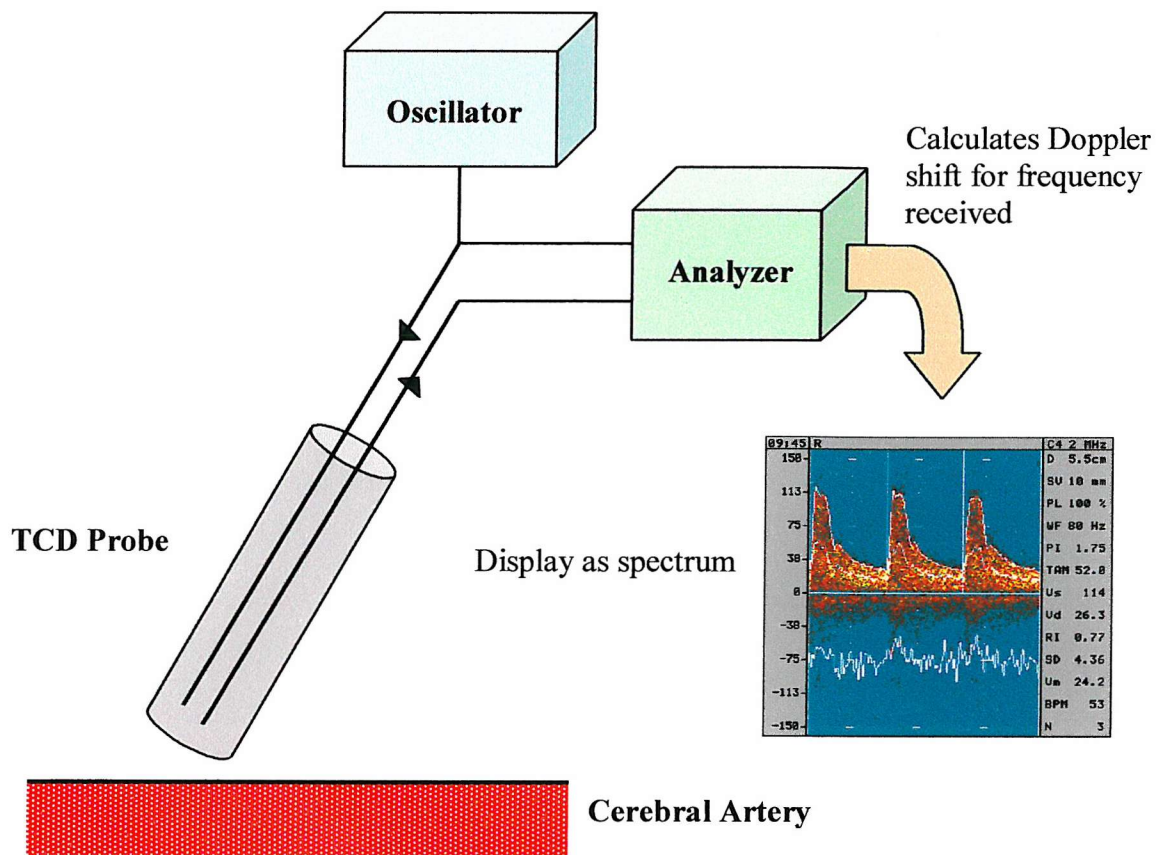 Oscillator
Calculates Doppler
shift for frequency
received
Analyzer
TCD Probe
Display as spectrum
09:45 R
C4 2 MHz
150
113
75
38
0
-38
-75
-113
-150
D 5.5cm
SV 10 mm
PL 100 %
WF 80 Hz
PI 1.75
TAM 52.0
Vs 114
Vd 26.3
RI 0.77
SD 4.36
Vm 24.2
BPM 53
N 3
Cerebral Artery